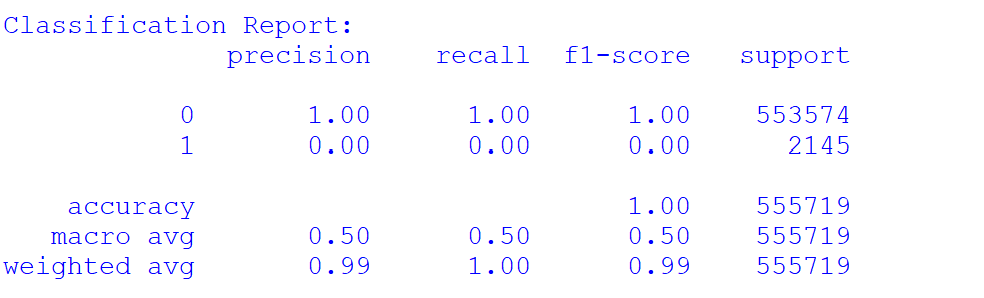 Classification Report:
precision recall f1-score support
0 1.00 1.00 1.00 553574
1 0.00 0.00 0.00 2145
accuracy 1.00 555719
macro avg 0.50 0.50 0.50 555719
weighted avg 0.99 1.00 0.99 555719